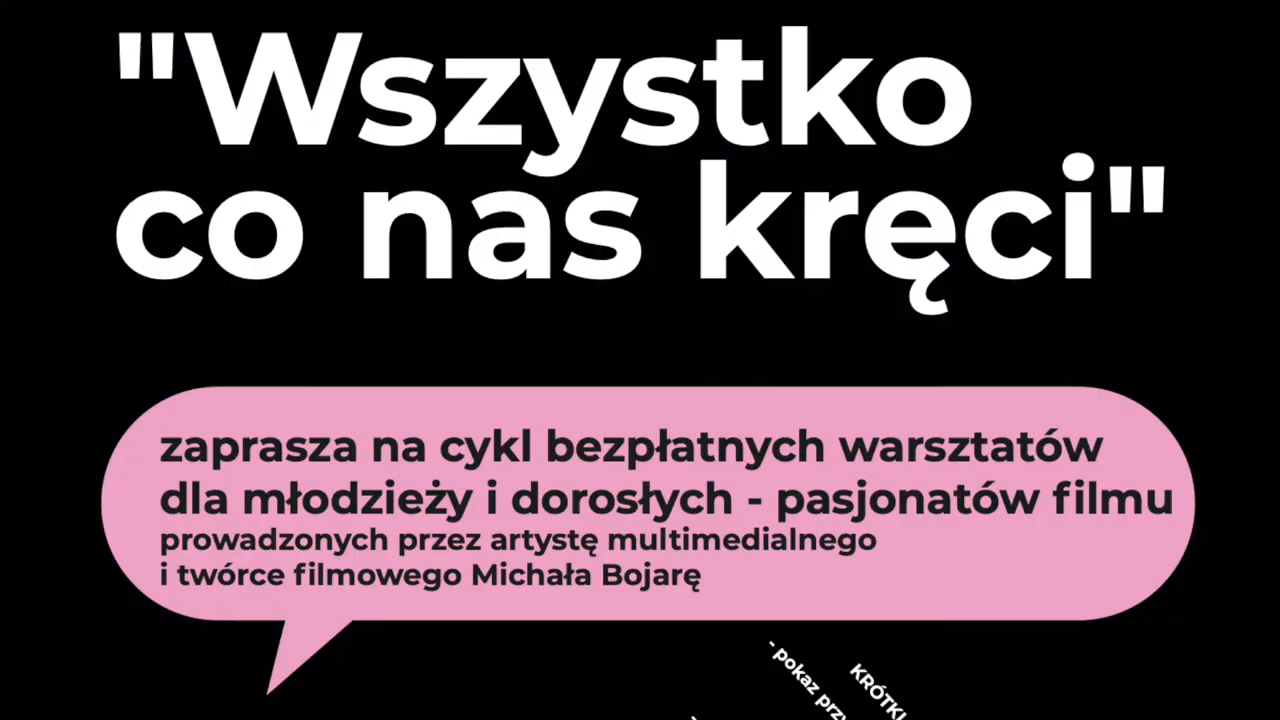 "Wszystko
co nas kręci"
zaprasza na cykl bezpłatnych warsztatów
dla młodzieży i dorosłych - pasjonatów filmu
prowadzonych przez artystę multimedialnego
i twórce filmowego Michała Bojarę
- pokaz